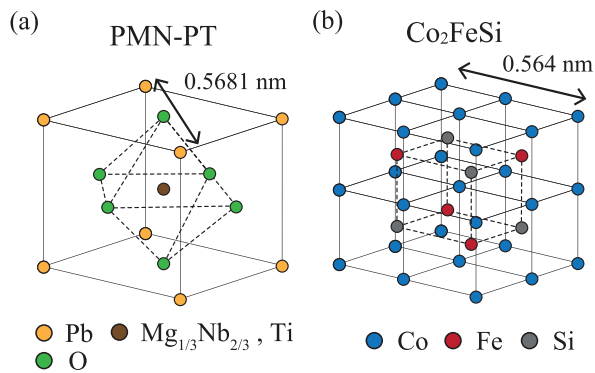 (a) PMN-PT
0.5681 nm
Pb Mg1/3Nb2/3 , Ti
O
(b) Co2FeSi
0.564 nm
Co Fe Si